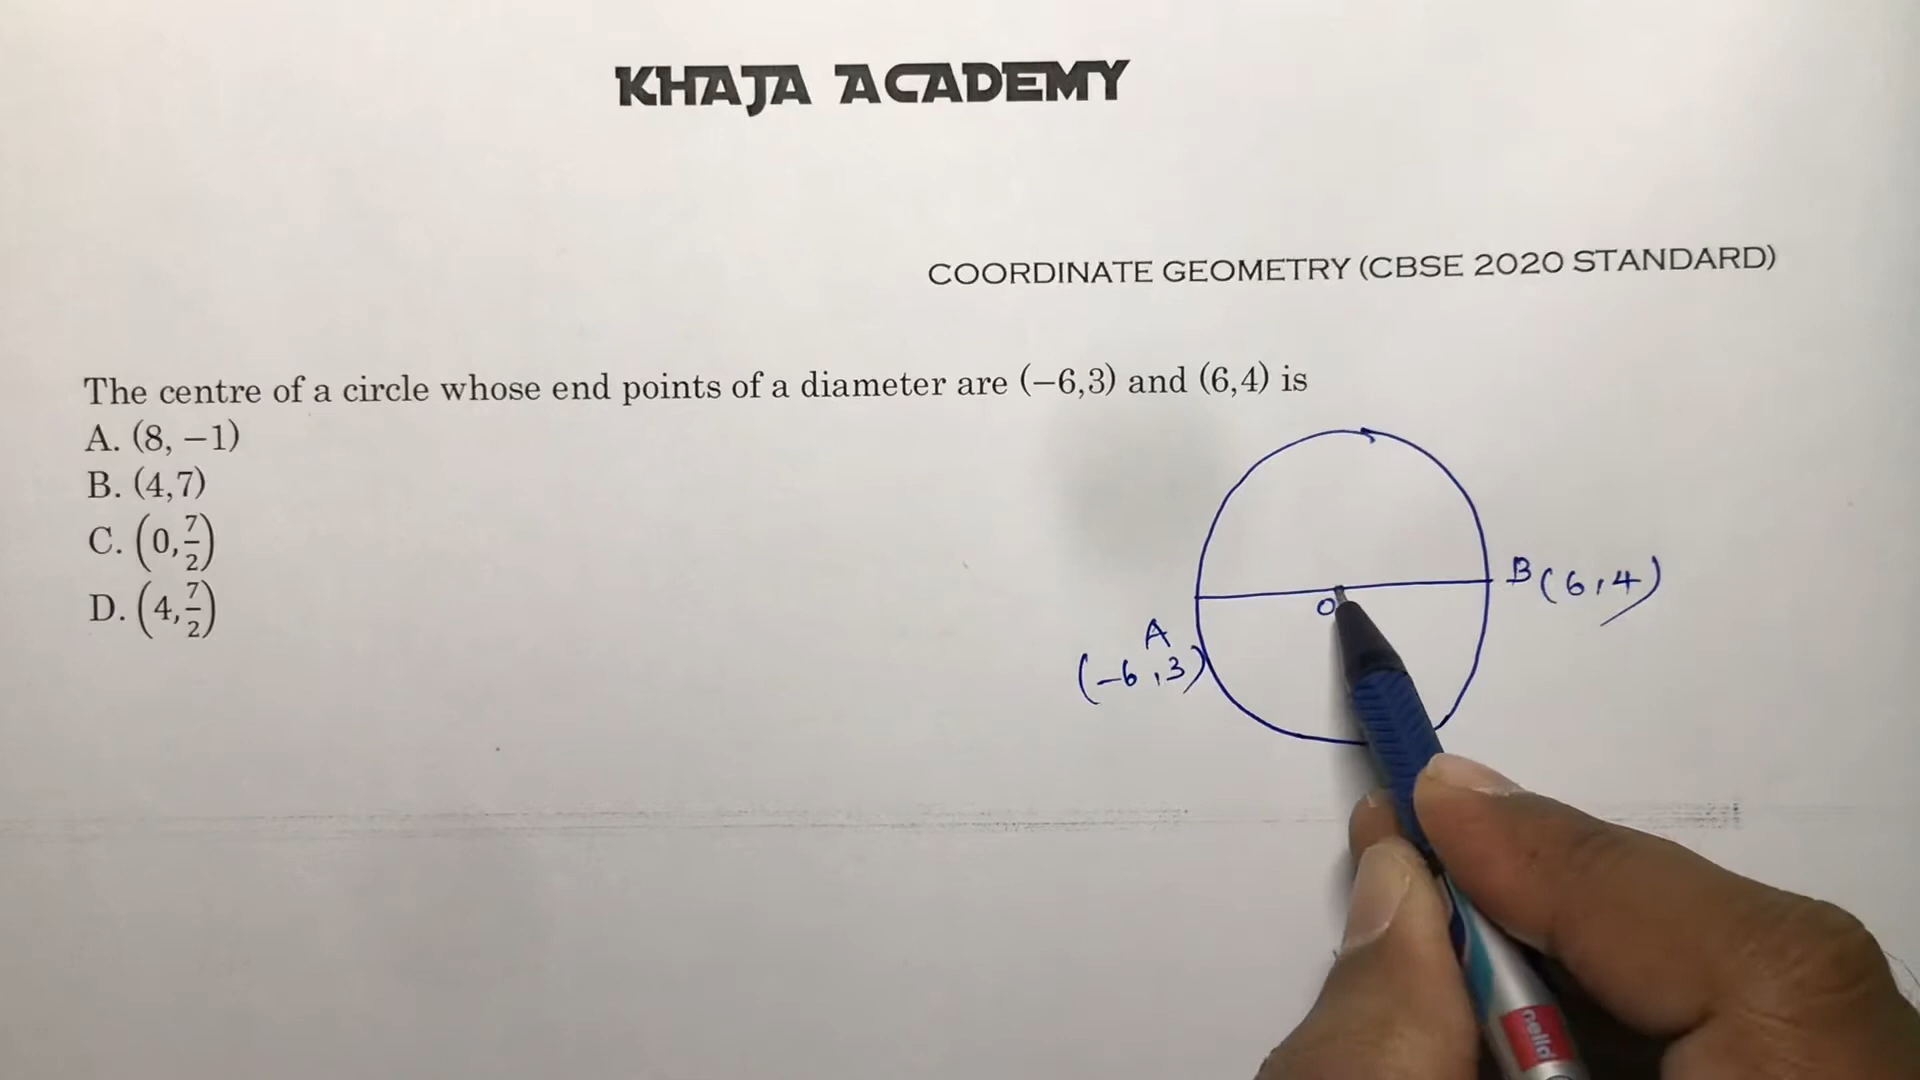 KHAJA ACADEMY
COORDINATE GEOMETRY (CBSE 2020 STANDARD)
The centre of a circle whose end points of a diameter are (−6,3) and (6,4) is
A. (8, −1)
B. (4,7)
C. (0,7/2)
D. (4,7/2)
B (6,4)
O
A
(-6,3)
nello